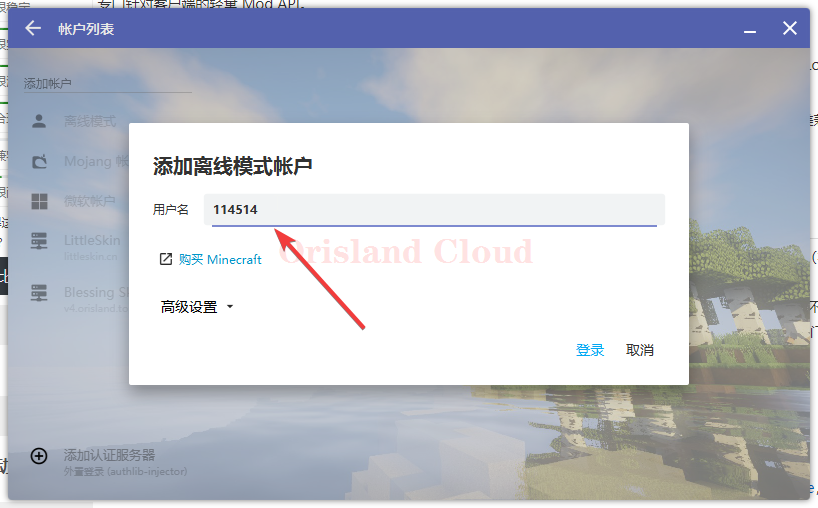 专门针对客户端的轻量 Mod API。
帐户列表
添加帐户
离线模式
Mojang 帐
微软帐户
LittleSkin
littleskin.cn
Blessing Sk
v4.orisland.to
添加离线模式帐户
用户名
114514
Orisland Cloud
购买 Minecraft
高级设置
登录
取消
添加认证服务器
外置登录 (authlib-injector)